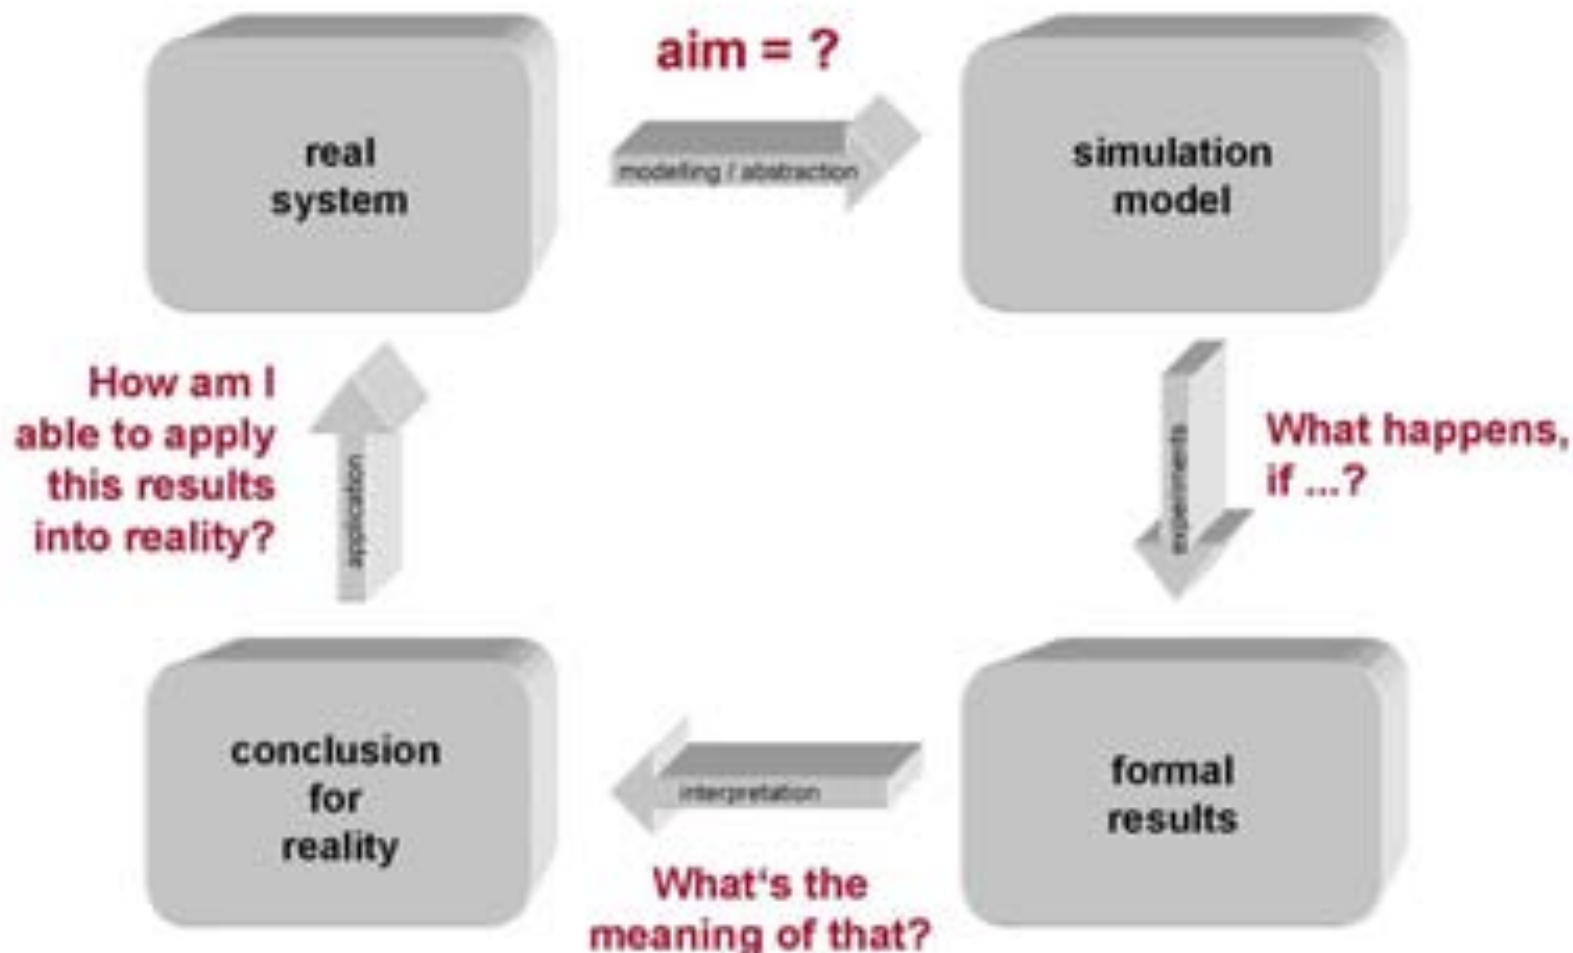 aim = ?
real
system
modelling / abstraction
simulation
model
How am I
able to apply
this results
into reality?
application
experiments
What happens,
if ...?
conclusion
for
reality
interpretation
formal
results
What's the
meaning of that?